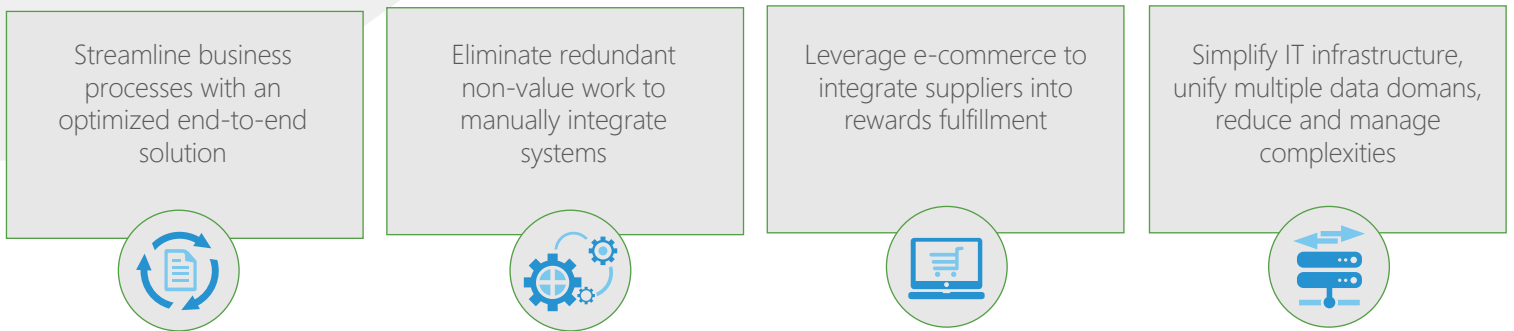 Streamline business
processes with an
optimized end-to-end
solution
Eliminate redundant
non-value work to
manually integrate
systems
Leverage e-commerce to
integrate suppliers into
rewards fulfillment
Simplify IT infrastructure,
unify multiple data domans,
reduce and manage
complexities